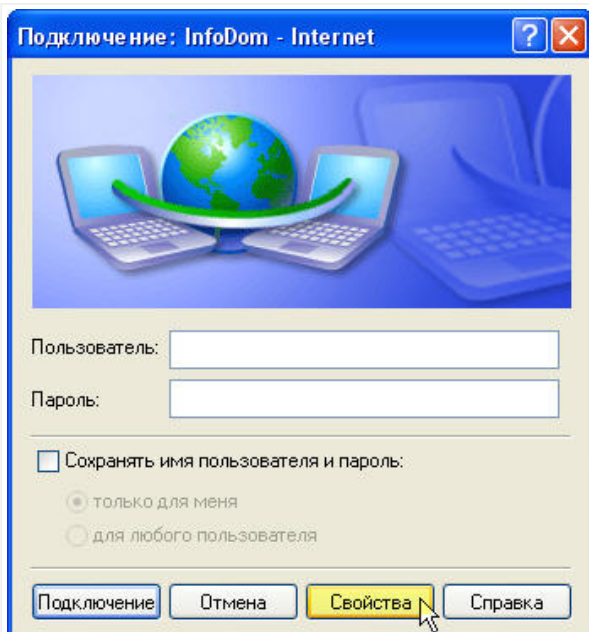 Подключение: InfoDom - Internet
Пользователь:
Пароль:
Сохранять имя пользователя и пароль:
только для меня
для любого пользователя
Подключение Отмена Свойства Справка